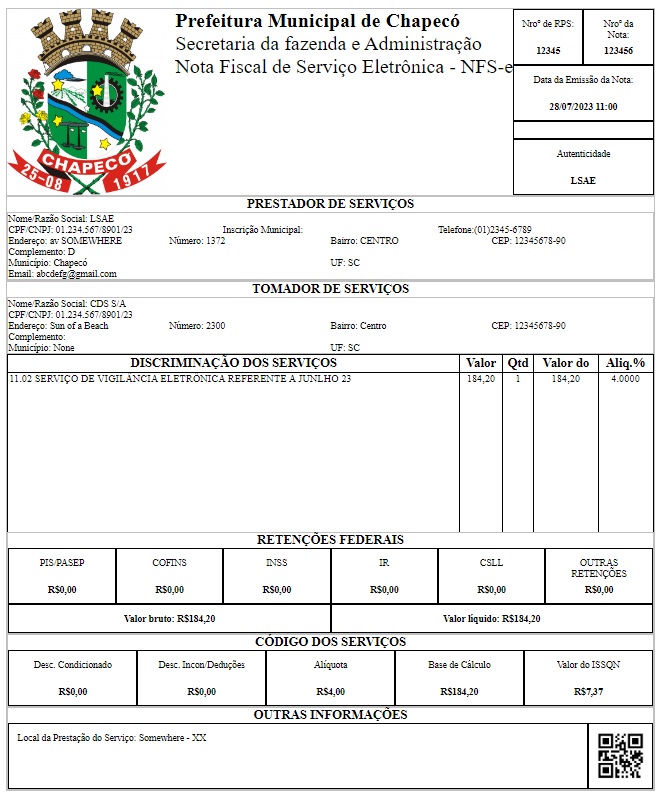 Prefeitura Municipal de Chapecó
Secretaria da fazenda e Administração
Nota Fiscal de Serviço Eletrônica - NFS-e
CHAPECÓ
25-08 1917
Nroº de RPS:
12345
Nroº da
Nota:
123456
Data da Emissão da Nota:
28/07/2023 11:00
Autenticidade
LSAE
PRESTADOR DE SERVIÇOS
Nome/Razão Social: LSAE
CPF/CNPJ: 01.234.567/8901/23 Inscrição Municipal: Telefone:(01)2345-6789
Endereço: av SOMEWHERE Número: 1372 Bairro: CENTRO CEP: 12345678-90
Complemento: D
Município: Chapecó UF: SC
Email: abcdefg@gmail.com
TOMADOR DE SERVIÇOS
Nome/Razão Social: CDS S/A
CPF/CNPJ: 01.234.567/8901/23
Endereço: Sun of a Beach Número: 2300 Bairro: Centro CEP: 12345678-90
Complemento:
Município: None UF: SC
DISCRIMINAÇÃO DOS SERVIÇOS Valor Qtd Valor do Aliq.%
11.02 SERVIÇO DE VIGILÂNCIA ELETRÔNICA REFERENTE A JUNLHO 23 184,20 1 184,20 4.0000
RETENÇÕES FEDERAIS
PIS/PASEP COFINS INSS IR CSLL OUTRAS
RETENÇÕES
R$0,00 R$0,00 R$0,00 R$0,00 R$0,00 R$0,00
Valor bruto: R$184,20 Valor líquido: R$184,20
CÓDIGO DOS SERVIÇOS
Desc. Condicionado Desc. Incon/Deduções Alíquota Base de Cálculo Valor do ISSQN
R$0,00 R$0,00 R$4,00 R$184,20 R$7,37
OUTRAS INFORMAÇÕES
Local da Prestação do Serviço: Somewhere - XX